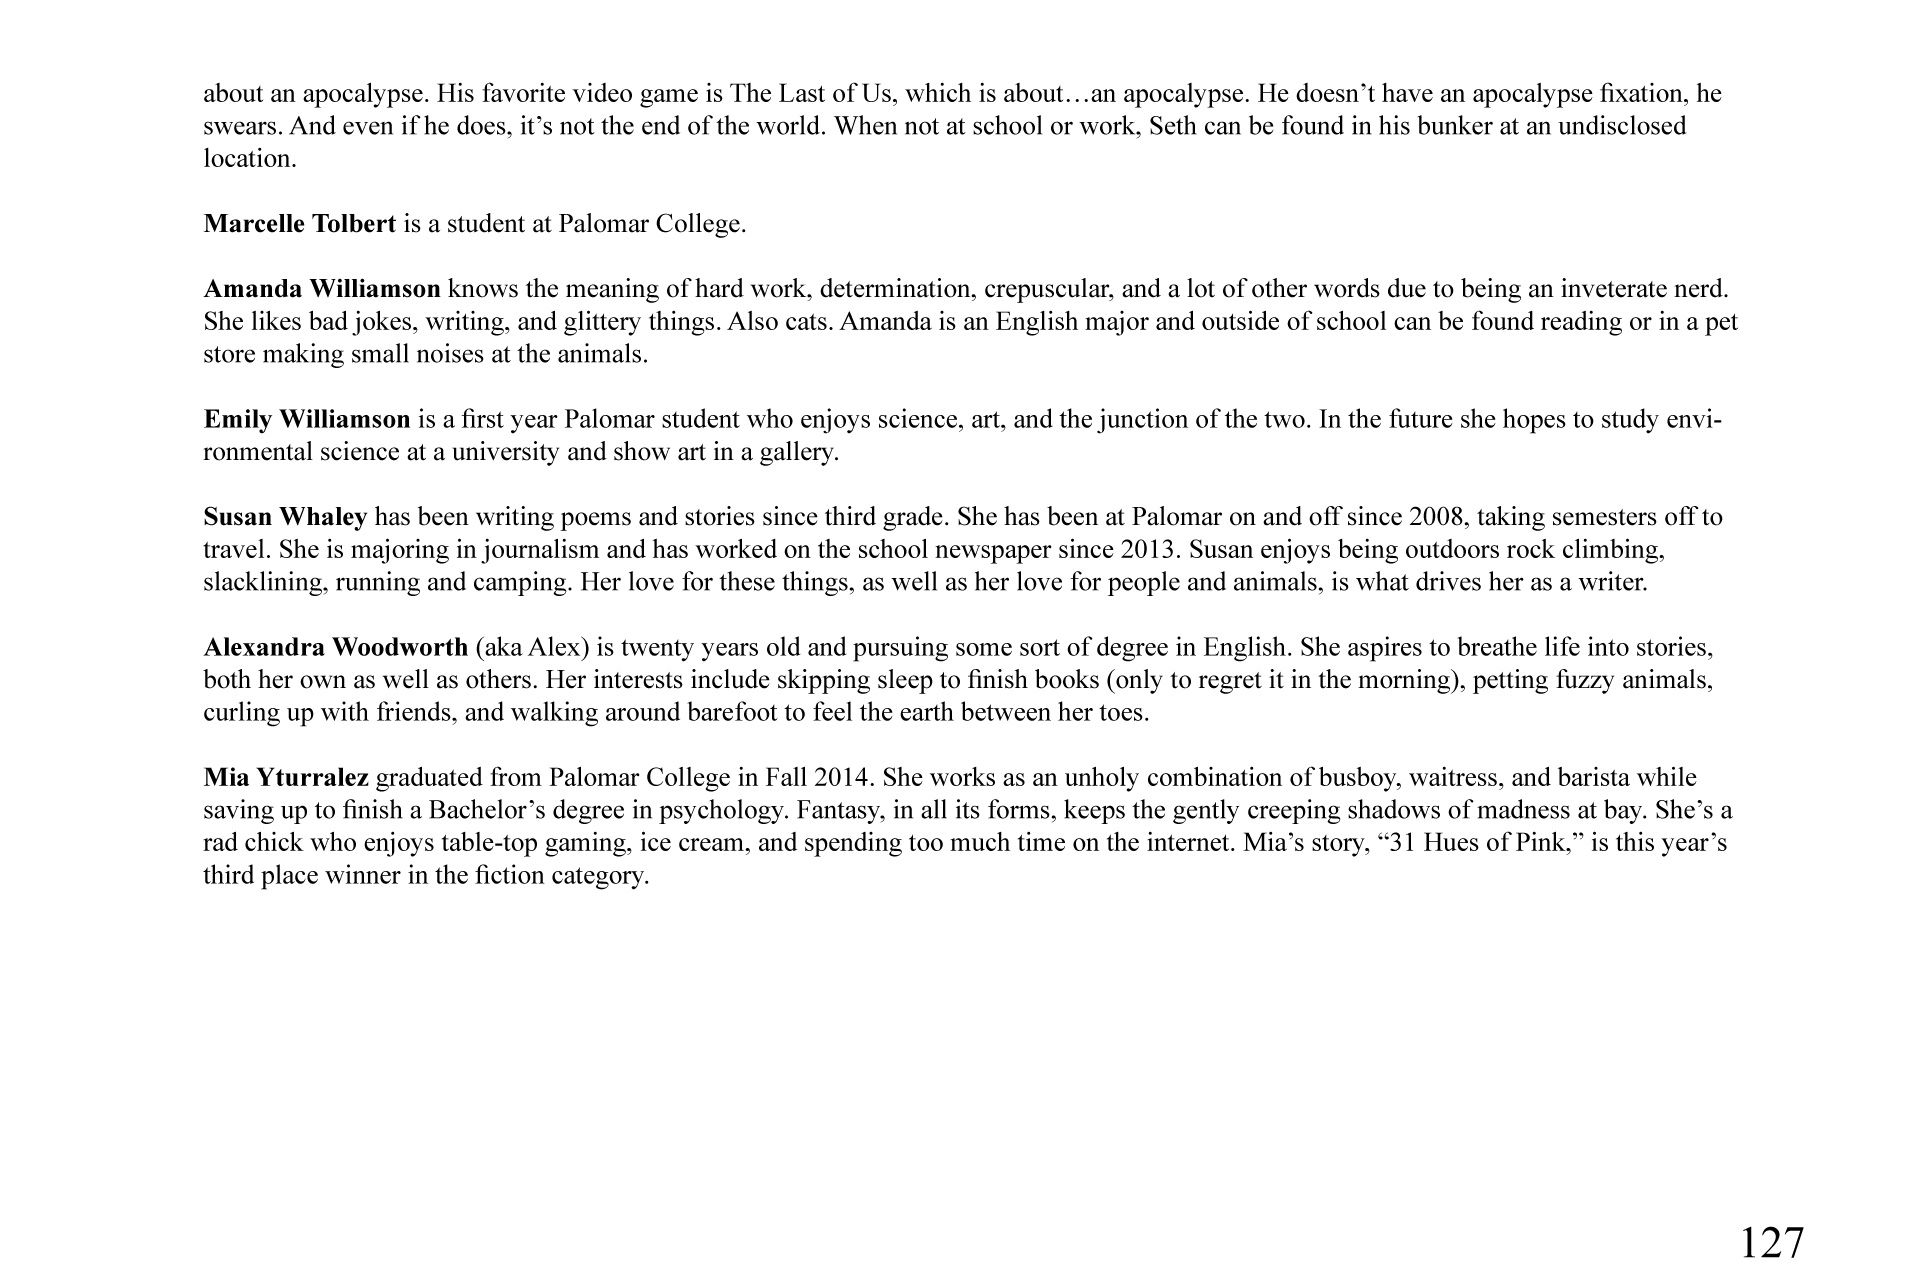 about an apocalypse. His favorite video game is The Last of Us, which is about…an apocalypse. He doesn’t have an apocalypse fixation, he
swears. And even if he does, it’s not the end of the world. When not at school or work, Seth can be found in his bunker at an undisclosed
location.
Marcelle Tolbert is a student at Palomar College.
Amanda Williamson knows the meaning of hard work, determination, crepuscular, and a lot of other words due to being an inveterate nerd.
She likes bad jokes, writing, and glittery things. Also cats. Amanda is an English major and outside of school can be found reading or in a pet
store making small noises at the animals.
Emily Williamson is a first year Palomar student who enjoys science, art, and the junction of the two. In the future she hopes to study envi-
ronmental science at a university and show art in a gallery.
Susan Whaley has been writing poems and stories since third grade. She has been at Palomar on and off since 2008, taking semesters off to
travel. She is majoring in journalism and has worked on the school newspaper since 2013. Susan enjoys being outdoors rock climbing,
slacklining, running and camping. Her love for these things, as well as her love for people and animals, is what drives her as a writer.
Alexandra Woodworth (aka Alex) is twenty years old and pursuing some sort of degree in English. She aspires to breathe life into stories,
both her own as well as others. Her interests include skipping sleep to finish books (only to regret it in the morning), petting fuzzy animals,
curling up with friends, and walking around barefoot to feel the earth between her toes.
Mia Yturralez graduated from Palomar College in Fall 2014. She works as an unholy combination of busboy, waitress, and barista while
saving up to finish a Bachelor’s degree in psychology. Fantasy, in all its forms, keeps the gently creeping shadows of madness at bay. She’s a
rad chick who enjoys table-top gaming, ice cream, and spending too much time on the internet. Mia’s story, “31 Hues of Pink,” is this year’s
third place winner in the fiction category.
127